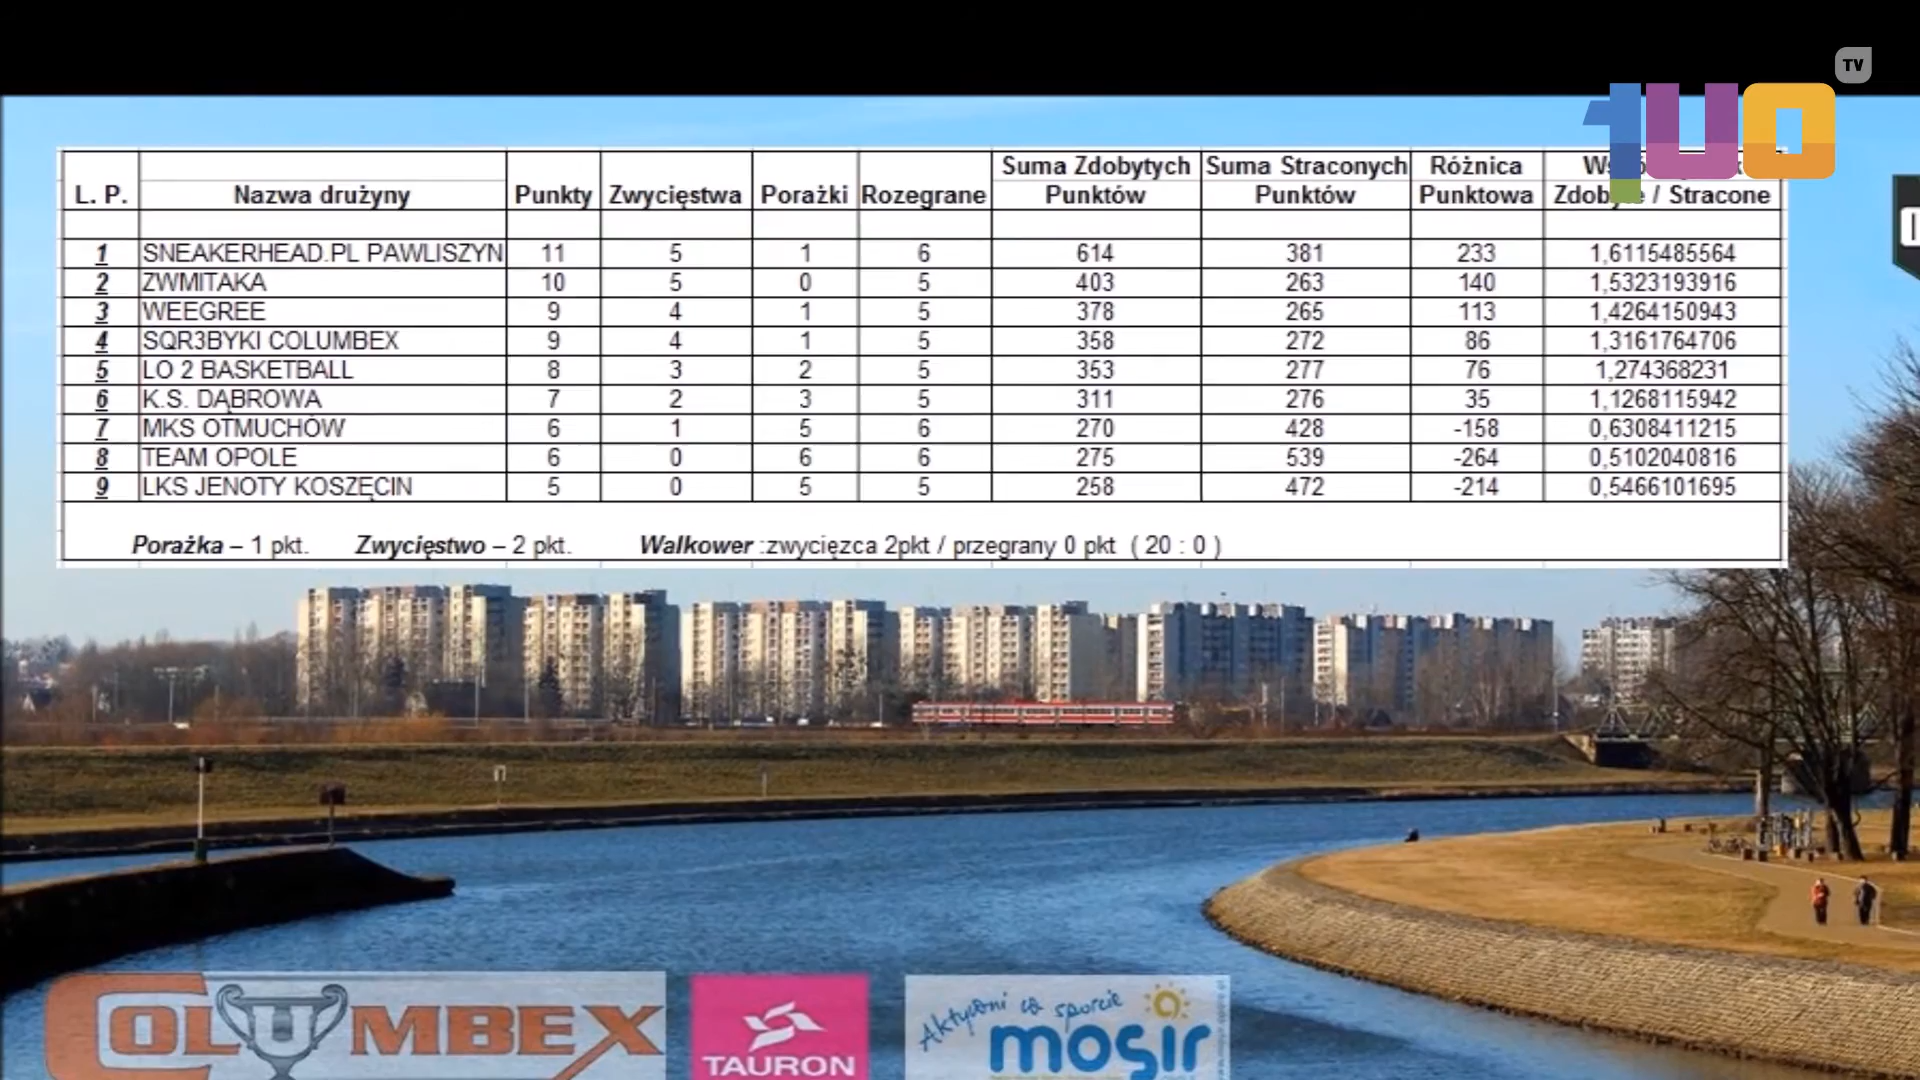 TV
1UO
Suma Zdobytych Suma Straconych Różnica
L. P. Nazwa drużyny Punkty Zwycięstwa Porażki Rozegrane Punktów Punktów Punktowa Zdobyte / Stracone
1 SNEAKERHEAD.PL PAWLISZYN 11 5 1 6 614 381 233 1,6115485564
2 ZWMITAKA 10 5 0 5 403 263 140 1,5323193916
3 WEEGREE 9 4 1 5 378 265 113 1,4264150943
4 SQR3BYKI COLUMBEX 9 4 1 5 358 272 86 1,3161764706
5 LO 2 BASKETBALL 8 3 2 5 353 277 76 1,274368231
6 K.S. DĄBROWA 7 2 3 5 311 276 35 1,1268115942
7 MKS OTMUCHÓW 6 1 5 6 270 428 -158 0,6308411215
8 TEAM OPOLE 6 0 6 6 275 539 -264 0,5102040816
9 LKS JENOTY KOSZĘCIN 5 0 5 5 258 472 -214 0,5466101695
Porażka – 1 pkt. Zwycięstwo – 2 pkt. Walkower :zwycięzca 2pkt / przegrany 0 pkt ( 20 : 0 )
COLUMBEX
TAURON
Aktywni co sporcie
mosir